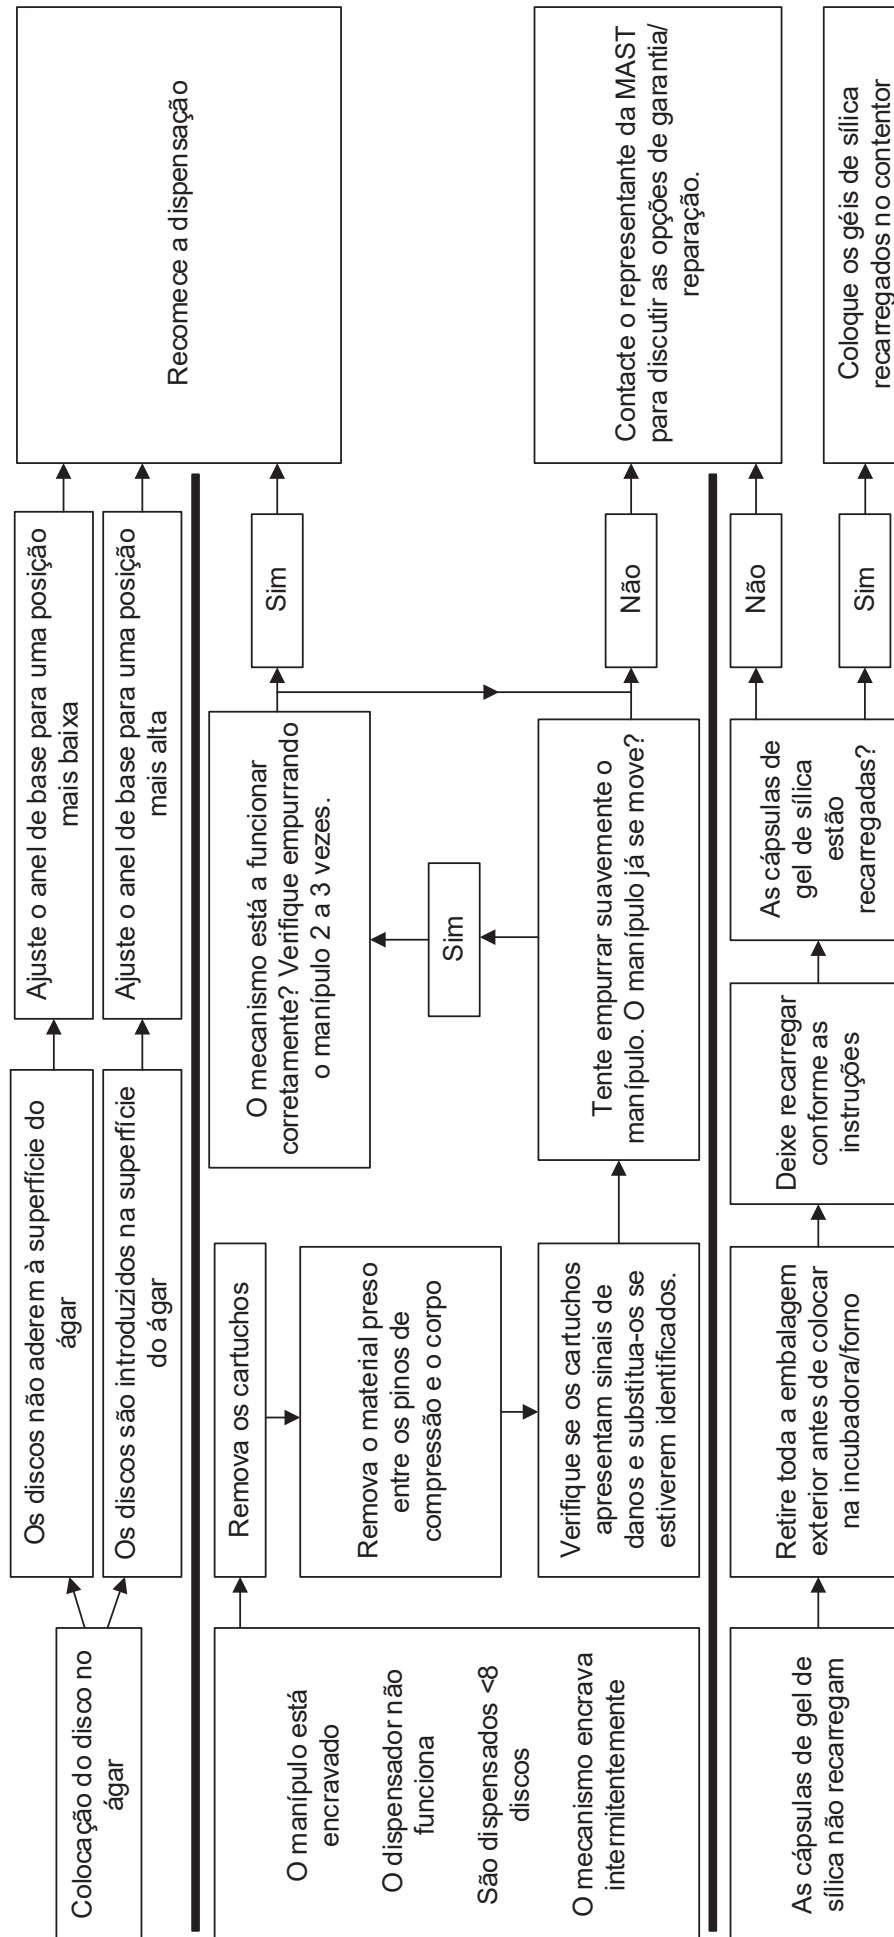 Colocação do disco no
ágar
Os discos não aderem à superfície do
ágar
Ajuste o anel de base para uma posição
mais baixa
Os discos são introduzidos na superfície
do ágar
Ajuste o anel de base para uma posição
mais alta
Recomece a dispensação
O manípulo está
encravado
O dispensador não
funciona
São dispensados <8
discos
O mecanismo encrava
intermitentemente
Remova os cartuchos
Remova o material preso
entre os pinos de
compressão e o corpo
Verifique se os cartuchos
apresentam sinais de
danos e substitua-os se
estiverem identificados.
Tente empurrar suavemente o
manípulo. O manípulo já se move?
Sim
O mecanismo está a funcionar
corretamente? Verifique empurrando
o manípulo 2 a 3 vezes.
Sim
Não
Contacte o representante da MAST
para discutir as opções de garantia/
reparação.
As cápsulas de gel de
sílica não recarregam
Retire toda a embalagem
exterior antes de colocar
na incubadora/forno
Deixe recarregar
conforme as
instruções
As cápsulas de
gel de sílica
estão
recarregadas?
Não
Sim
Coloque os géis de sílica
recarregados no contentor